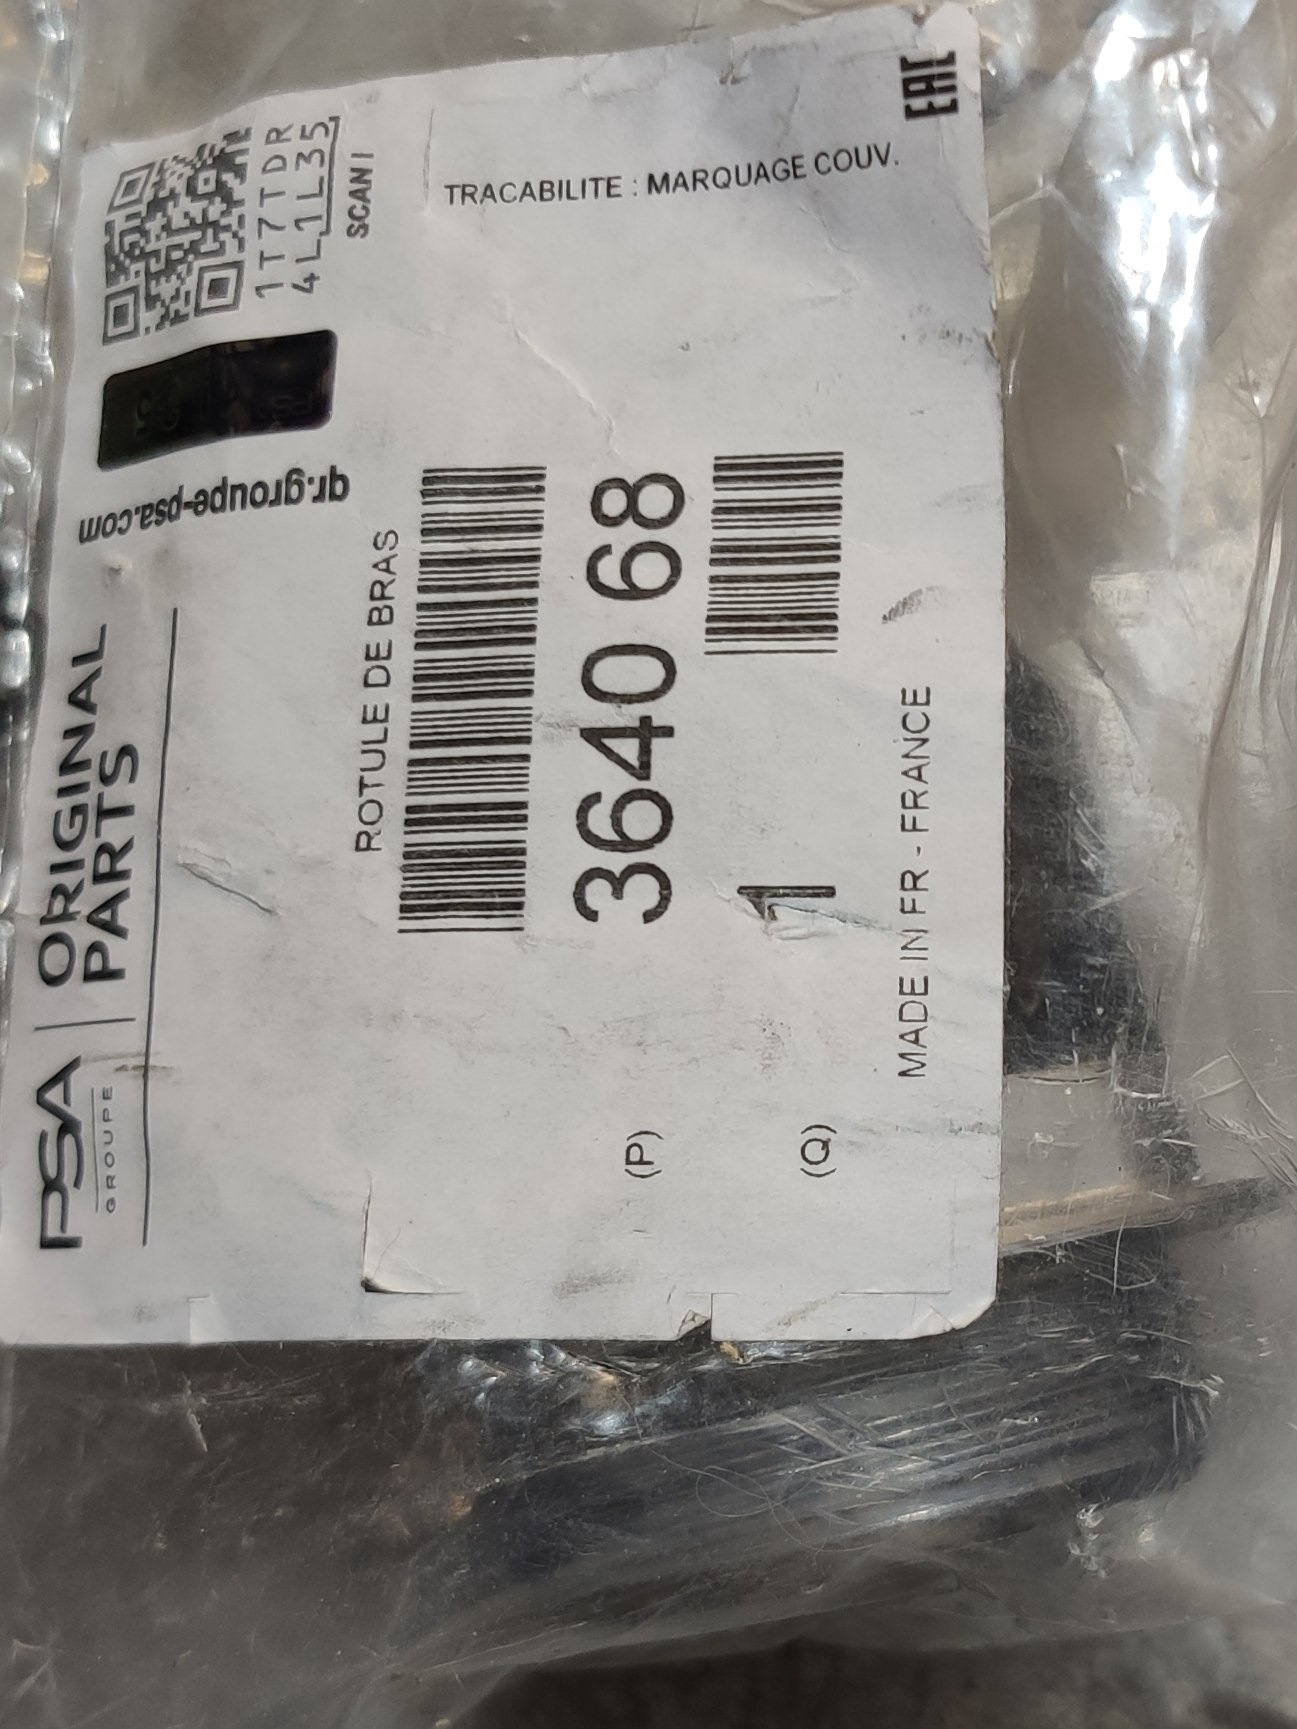 PSA
GROUPE
ORIGINAL
PARTS
qr.groupe-psa.com
1T7TDR
4L1L35
SCAN!
ROTULE DE BRAS
(P) 3640 68
(Q) 1
MADE IN FR - FRANCE
TRACABILITE : MARQUAGE COUV.
EAC